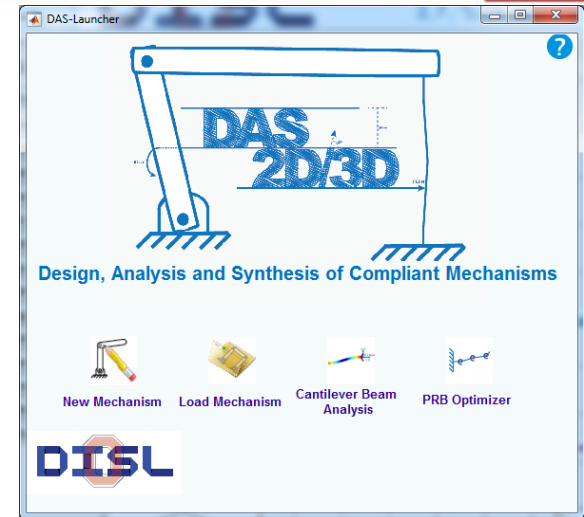 DAS-Launcher
?
DAS
2D/3D
Design, Analysis and Synthesis of Compliant Mechanisms
New Mechanism
Load Mechanism
Cantilever Beam
Analysis
PRB Optimizer
DISL